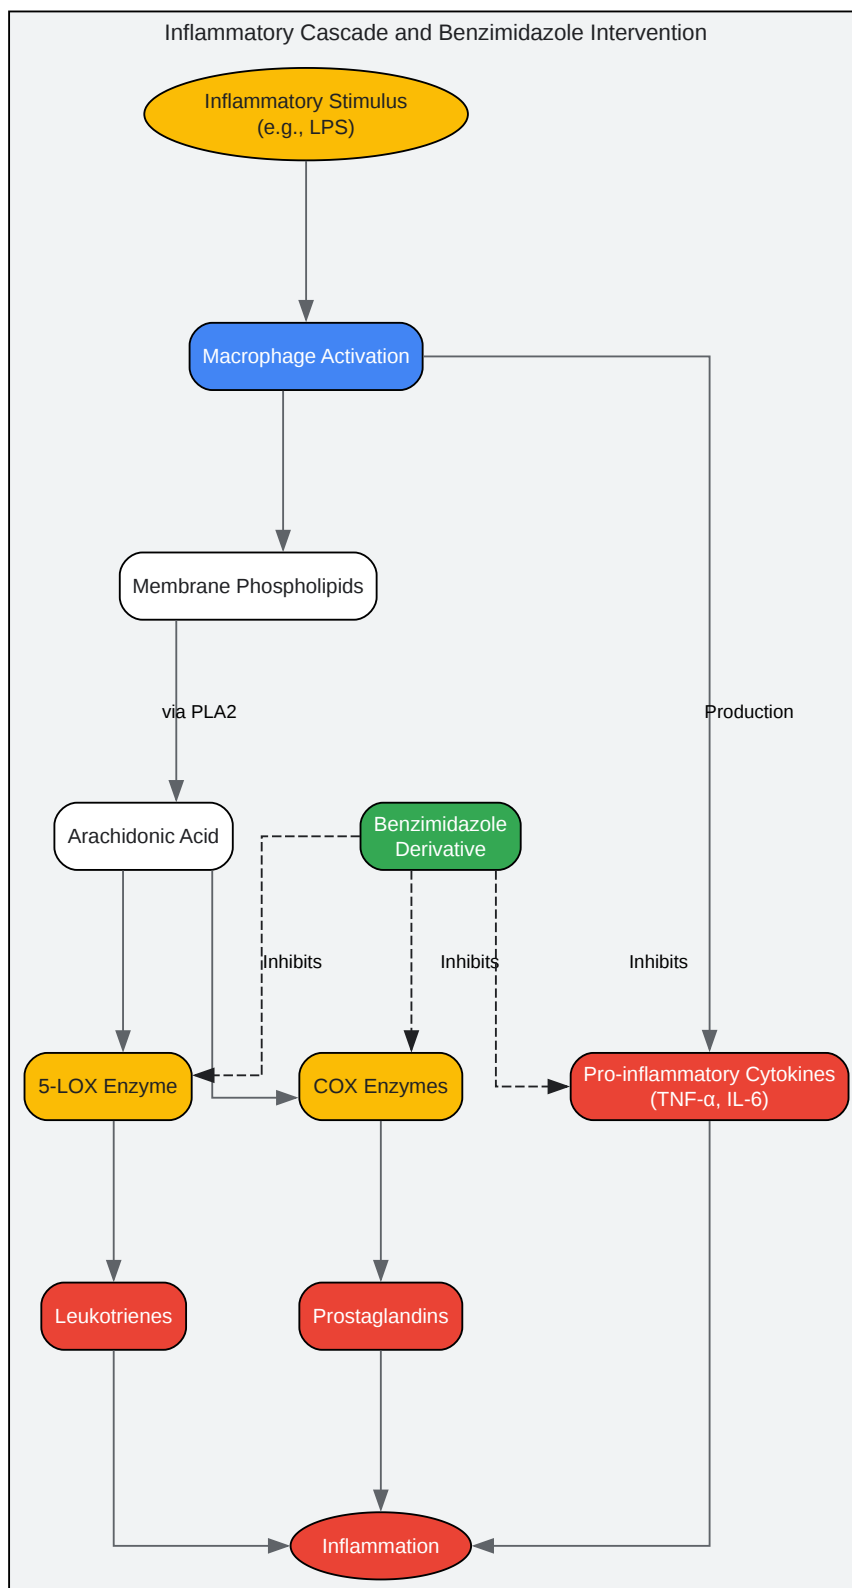 Inflammatory Cascade and Benzimidazole Intervention
Inflammatory Stimulus
(e.g., LPS)
Macrophage Activation
Membrane Phospholipids
via PLA2
Production
Arachidonic Acid
Benzimidazole
Derivative
Inhibits
Inhibits
Inhibits
5-LOX Enzyme
COX Enzymes
Pro-inflammatory Cytokines
(TNF-α, IL-6)
Leukotrienes
Prostaglandins
Inflammation